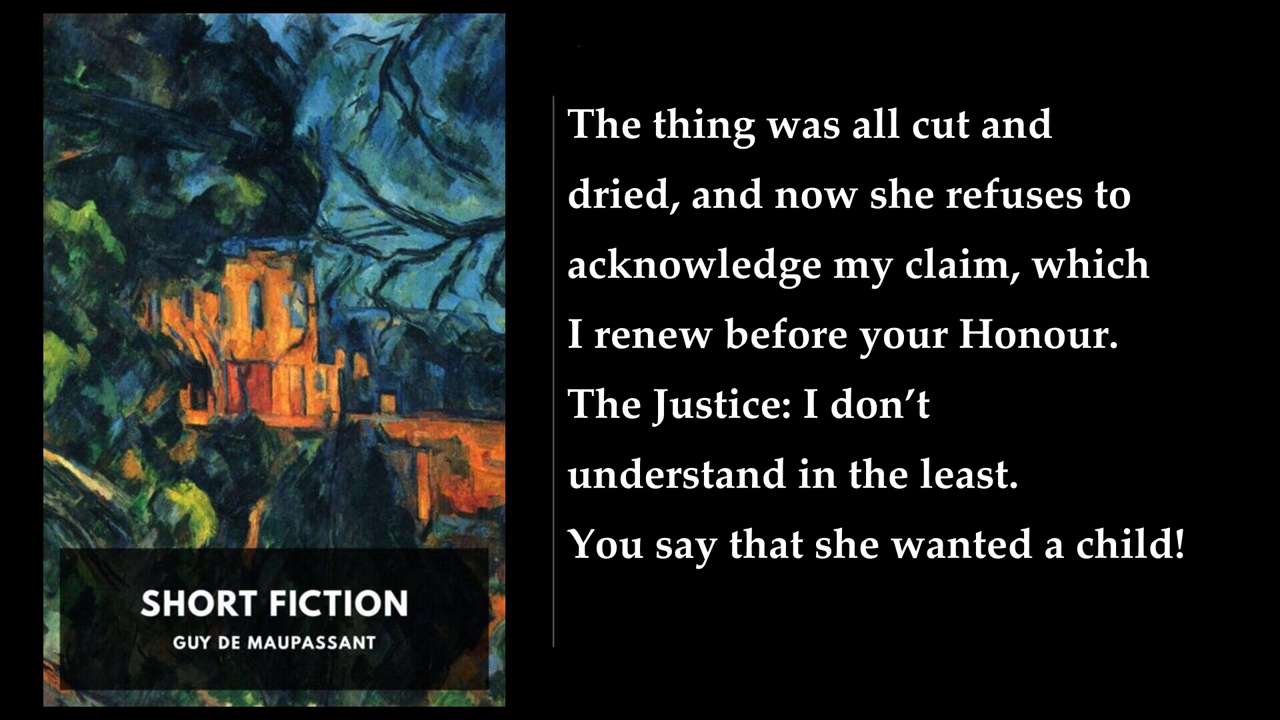 SHORT FICTION
GUY DE MAUPASSANT
The thing was all cut and
dried, and now she refuses to
acknowledge my claim, which
I renew before your Honour.
The Justice: I don’t
understand in the least.
You say that she wanted a child!